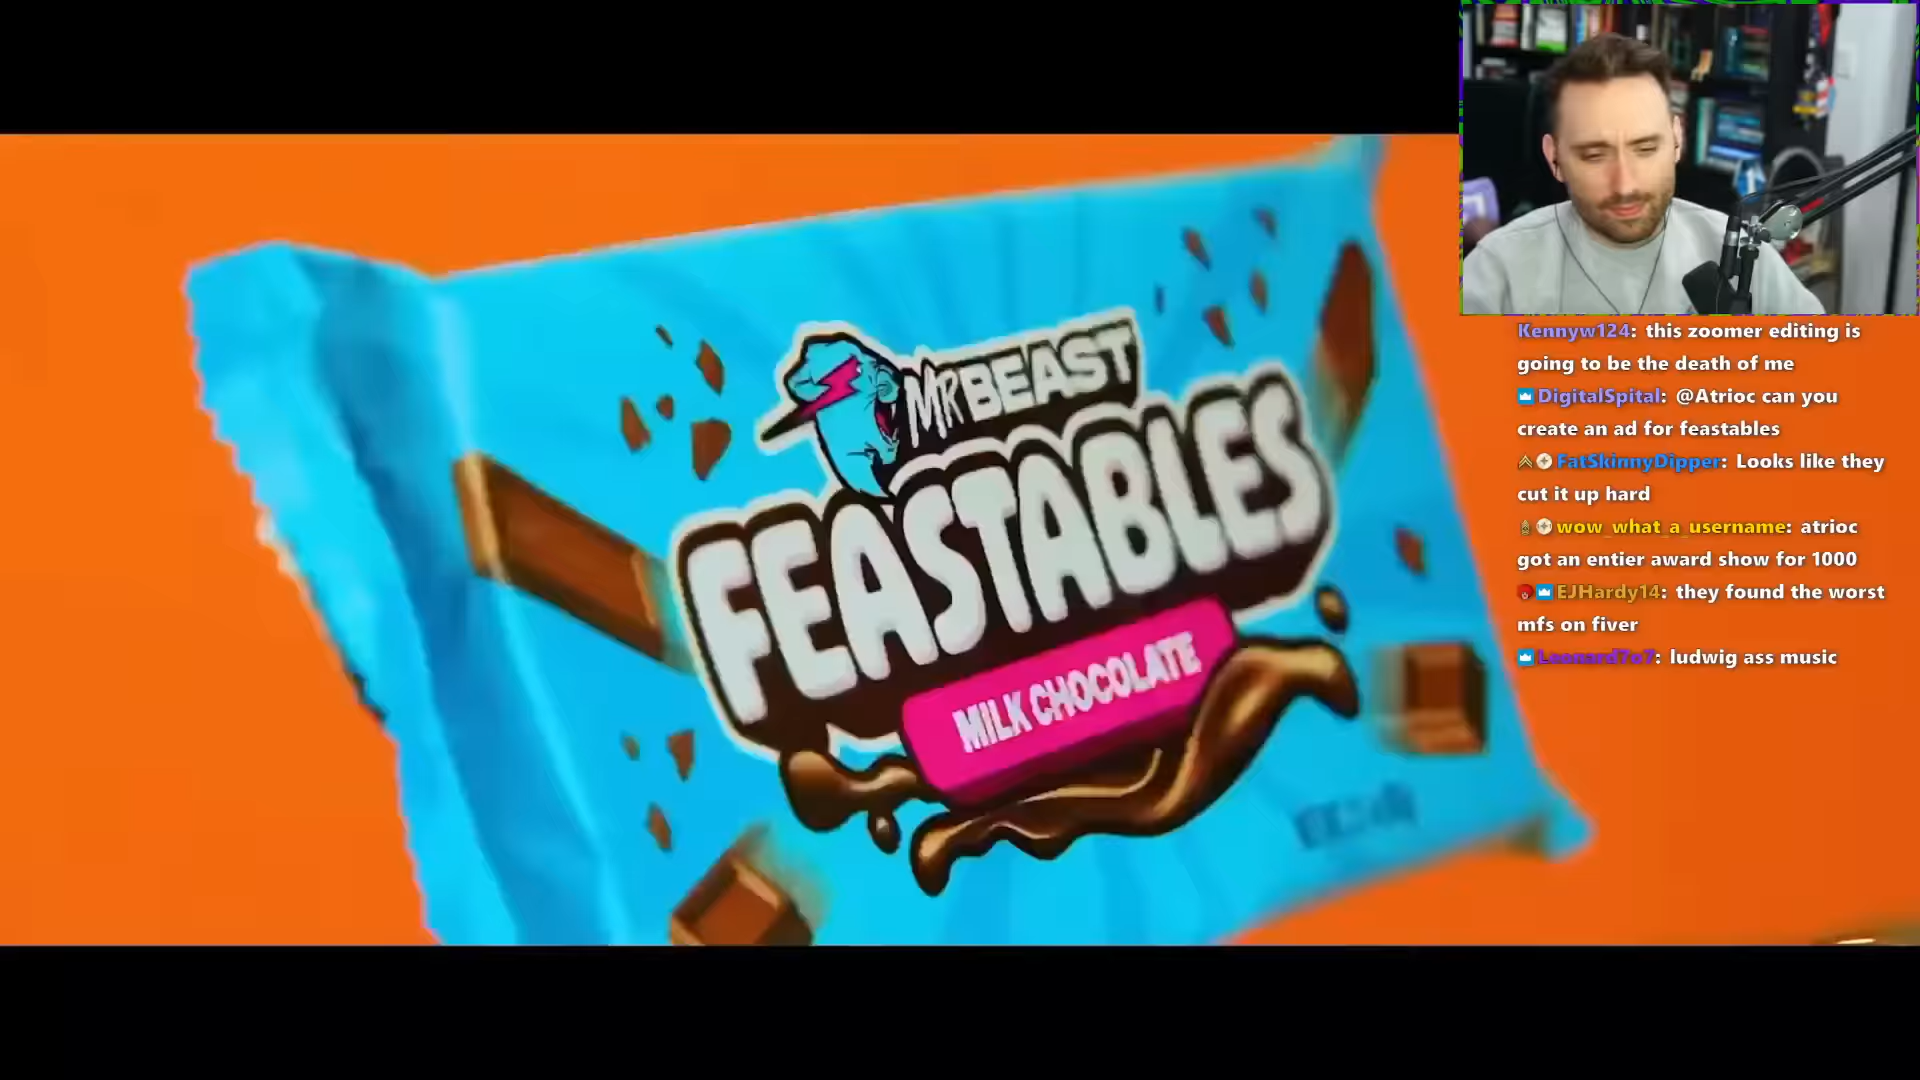 MRBEAST
FEASTABLES
MILK CHOCOLATE
Kennyw124: this zoomer editing is
going to be the death of me
DigitalSpital: @Atrioc can you
create an ad for feastables
FatSkinnyDipper: Looks like they
cut it up hard
wow_what_a_username: atrioc
got an entier award show for 1000
EJHardy14: they found the worst
mfs on fiver
Leonard7o7: ludwig ass music